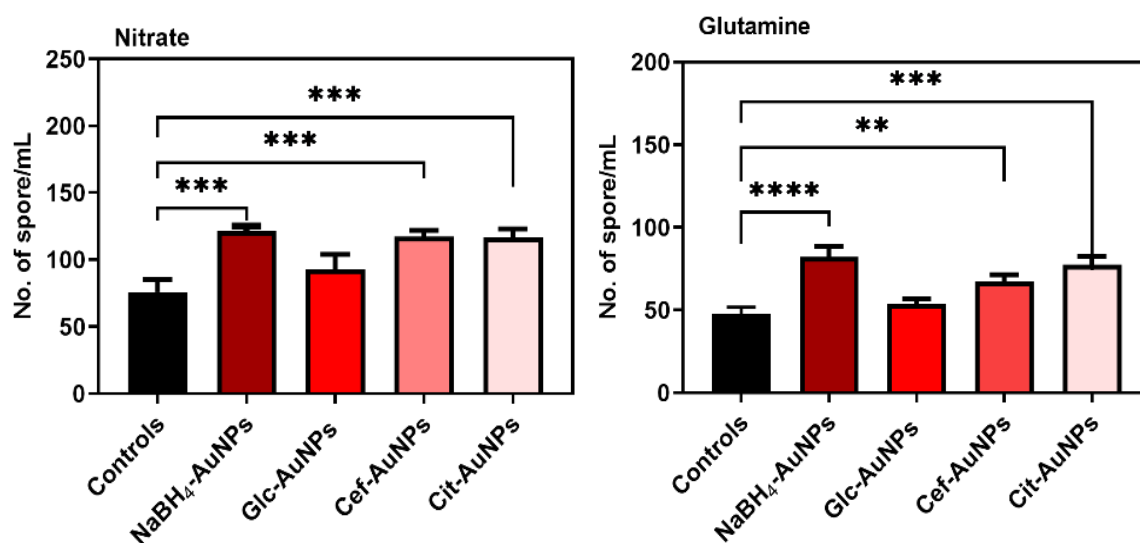 Nitrate
No. of spore/mL
250
200
150
100
50
0
***
***
***
Controls
NaBH₄-AuNPs
Glc-AuNPs
Cef-AuNPs
Cit-AuNPs
Glutamine
No. of spore/mL
200
150
100
50
0
***
**
****
Controls
NaBH₄-AuNPs
Glc-AuNPs
Cef-AuNPs
Cit-AuNPs